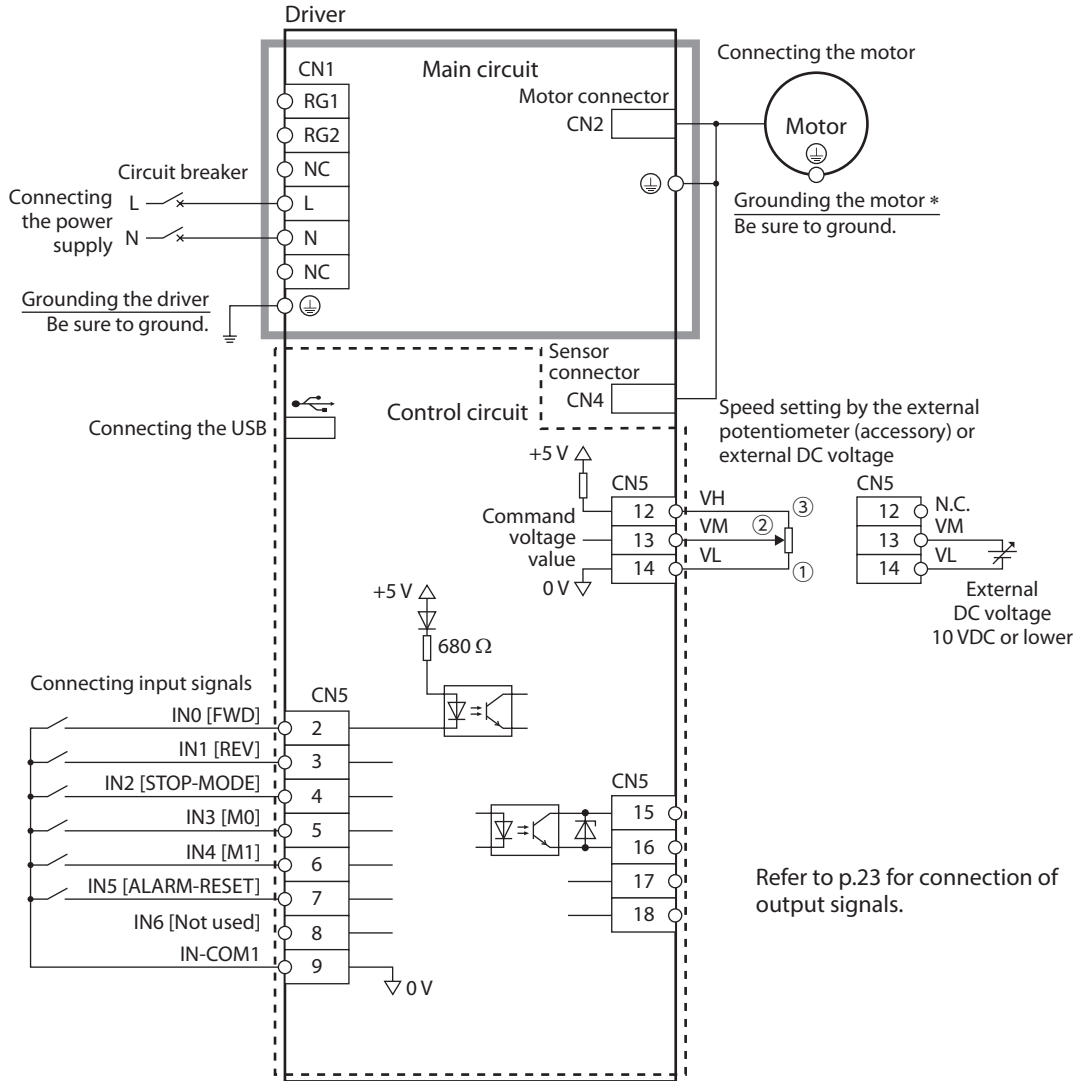 Driver
CN1
Main circuit
Connecting the motor
RG1
Motor connector
CN2
Motor
RG2
NC
Circuit breaker
Connecting
the power
supply
L
L
N
N
NC
Grounding the motor *
Be sure to ground.
Grounding the driver
Be sure to ground.
Sensor
connector
CN4
Control circuit
Connecting the USB
Speed setting by the external
potentiometer (accessory) or
external DC voltage
+5 V
CN5
Command
voltage
value
12
VH
③
13
VM
②
14
VL
①
0 V
CN5
12
N.C.
13
VM
14
VL
External
DC voltage
10 VDC or lower
+5 V
680 Ω
Connecting input signals
CN5
IN0 [FWD]
2
IN1 [REV]
3
IN2 [STOP-MODE]
4
IN3 [M0]
5
IN4 [M1]
6
IN5 [ALARM-RESET]
7
IN6 [Not used]
8
IN-COM1
9
0 V
CN5
15
16
17
18
Refer to p.23 for connection of
output signals.